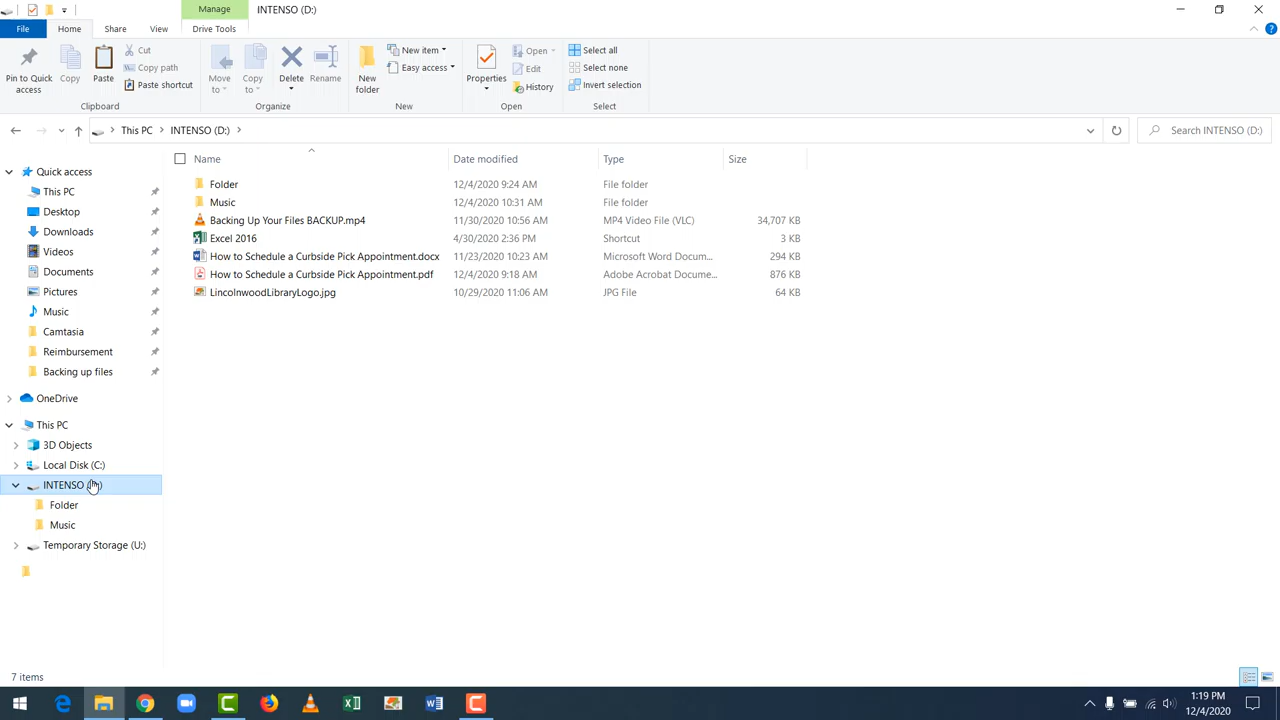 Manage INTENSO (D:)
File Home Share View Drive Tools
Pin to Quick access
Copy
Paste
Cut
Copy path
Paste shortcut
Clipboard
Move to
Copy to
Delete
Rename
Organize
New folder
New item
Easy access
New
Properties
Open
Edit
History
Open
Select all
Select none
Invert selection
Select
This PC INTENSO (D:) Search INTENSO (D:)
Name Date modified Type Size
Folder 12/4/2020 9:24 AM File folder
Music 12/4/2020 10:31 AM File folder
Backing Up Your Files BACKUP.mp4 11/30/2020 10:56 AM MP4 Video File (VLC) 34,707 KB
Excel 2016 4/30/2020 2:36 PM Shortcut 3 KB
How to Schedule a Curbside Pick Appointment.docx 11/23/2020 10:23 AM Microsoft Word Docum... 294 KB
How to Schedule a Curbside Pick Appointment.pdf 12/4/2020 9:18 AM Adobe Acrobat Docume... 876 KB
LincolnwoodLibraryLogo.jpg 10/29/2020 11:06 AM JPG File 64 KB
Quick access
This PC
Desktop
Downloads
Videos
Documents
Pictures
Music
Camtasia
Reimbursement
Backing up files
OneDrive
This PC
3D Objects
Local Disk (C:)
INTENSO
Folder
Music
Temporary Storage (U:)
7 items
1:19 PM
12/4/2020